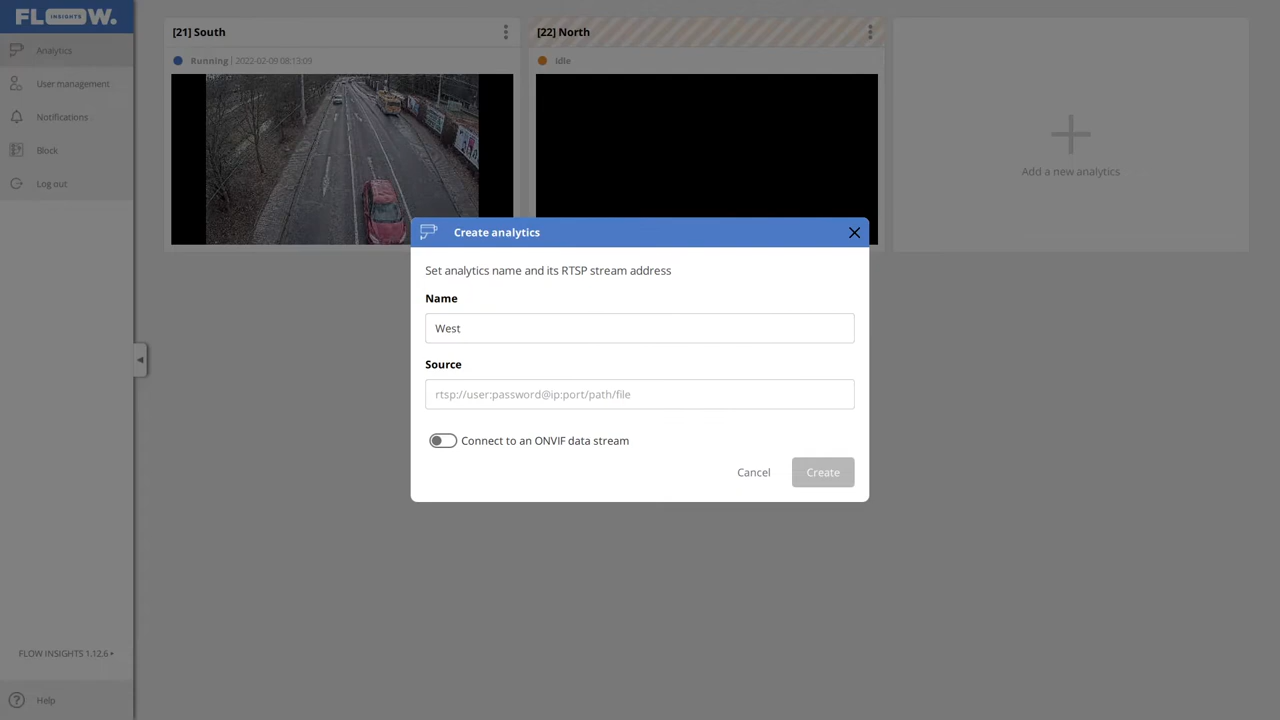 FLOW.
INSIGHTS
Analytics
User management
Notifications
Block
Log out
[21] South
Running | 2022-02-09 08:13:09
[22] North
Idle
Add a new analytics
Create analytics
Set analytics name and its RTSP stream address
Name
West
Source
rtsp://user:password@ip:port/path/file
Connect to an ONVIF data stream
Cancel
Create
FLOW INSIGHTS 1.12.6
Help